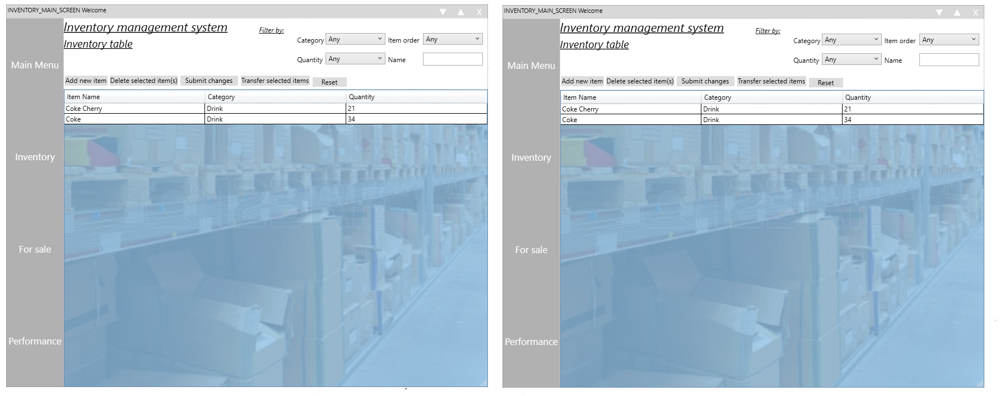 INVENTORY_MAIN_SCREEN Welcome
X
Inventory management system
Filter by:
Inventory table
Category Any Item order Any
Quantity Any Name
Add new item Delete selected item(s) Submit changes Transfer selected items Reset
Item Name Category Quantity
Coke Cherry Drink 21
Coke Drink 34
Main Menu
Inventory
For sale
Performance
INVENTORY_MAIN_SCREEN Welcome
X
Inventory management system
Filter by:
Inventory table
Category Any Item order Any
Quantity Any Name
Add new item Delete selected item(s) Submit changes Transfer selected items Reset
Item Name Category Quantity
Coke Cherry Drink 21
Coke Drink 34
Main Menu
Inventory
For sale
Performance